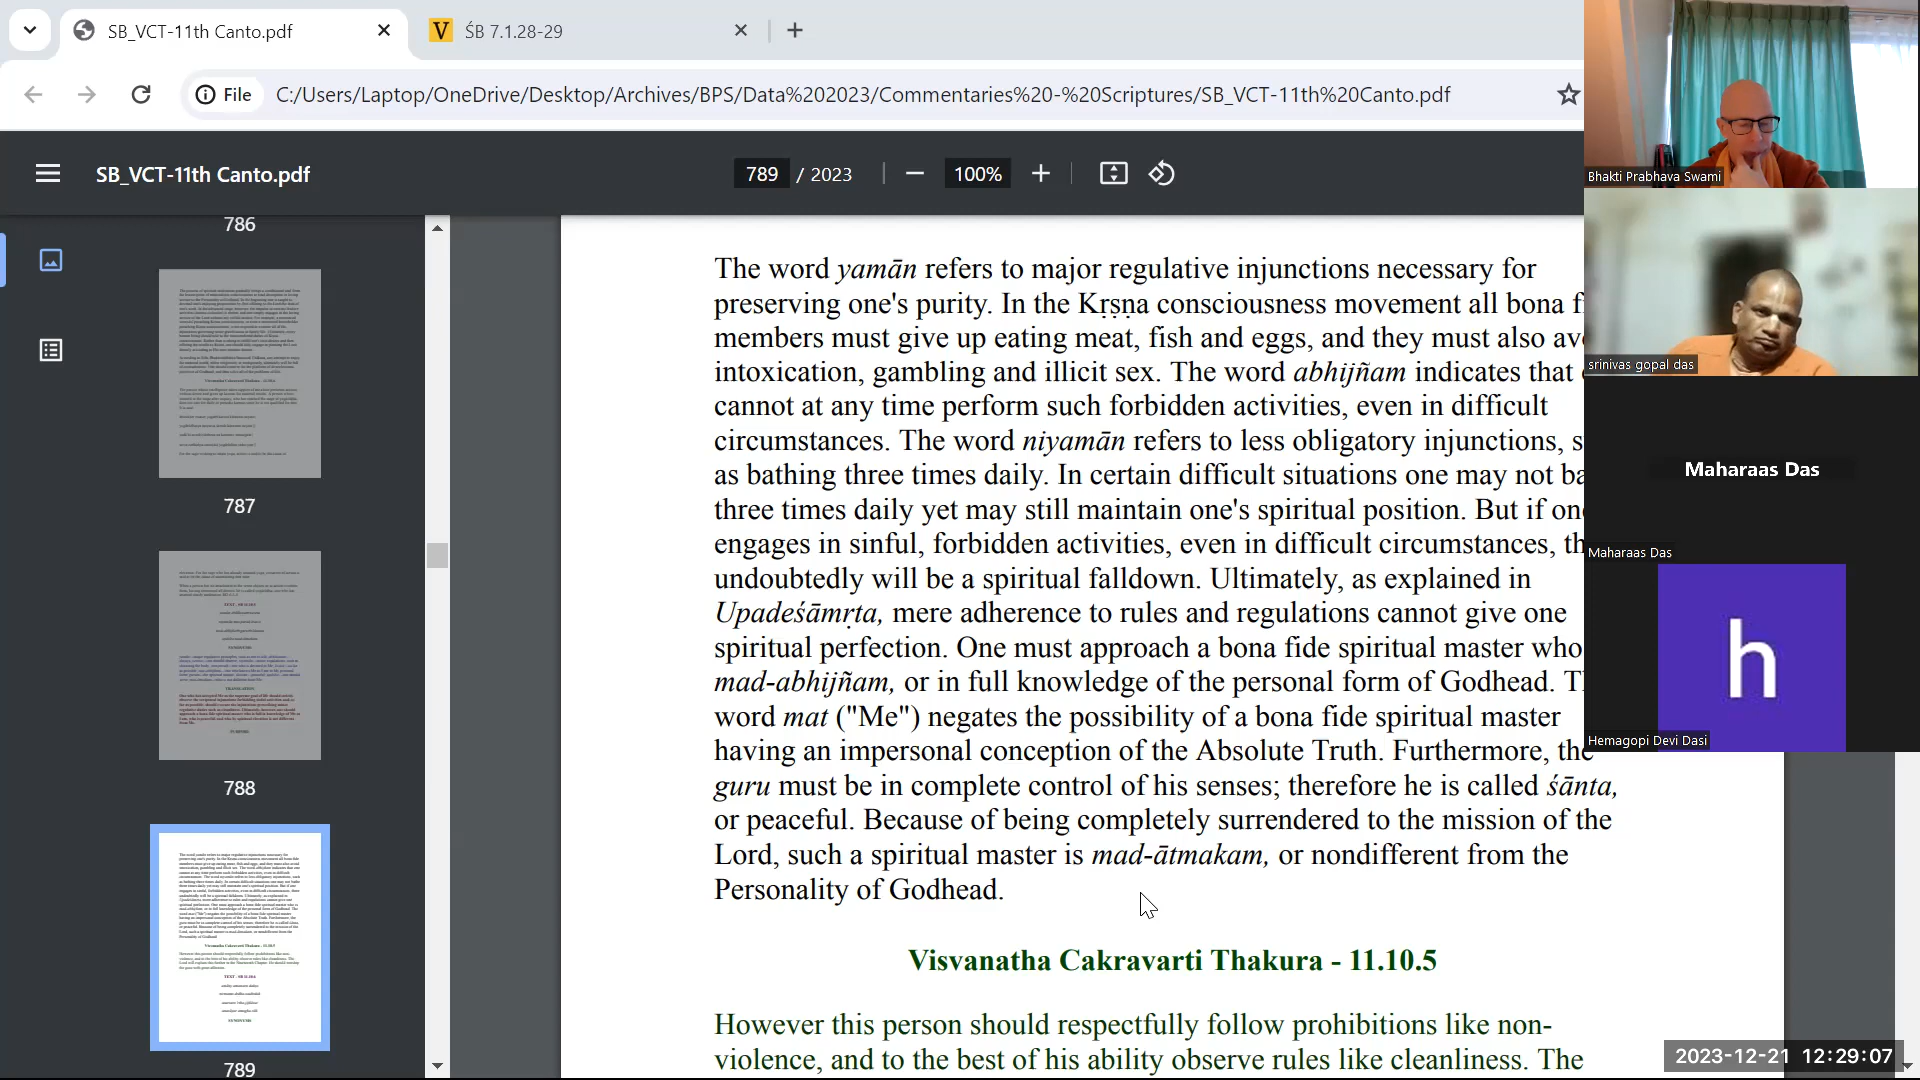 SB_VCT-11th Canto.pdf
V ŚB 7.1.28-29
File C:/Users/Laptop/OneDrive/Desktop/Archives/BPS/Data%202023/Commentaries%20-%20Scriptures/SB_VCT-11th%20Canto.pdf
SB_VCT-11th Canto.pdf
789 / 2023
100%
786
787
788
789
The word yamān refers to major regulative injunctions necessary for
preserving one's purity. In the Kṛṣṇa consciousness movement all bona fi
members must give up eating meat, fish and eggs, and they must also av
intoxication, gambling and illicit sex. The word abhijñam indicates that
cannot at any time perform such forbidden activities, even in difficult
circumstances. The word niyamān refers to less obligatory injunctions, s
as bathing three times daily. In certain difficult situations one may not ba
three times daily yet may still maintain one's spiritual position. But if on
engages in sinful, forbidden activities, even in difficult circumstances, th
undoubtedly will be a spiritual falldown. Ultimately, as explained in
Upadeśāmṛta, mere adherence to rules and regulations cannot give one
spiritual perfection. One must approach a bona fide spiritual master who
mad-abhijñam, or in full knowledge of the personal form of Godhead. T
word mat ("Me") negates the possibility of a bona fide spiritual master
having an impersonal conception of the Absolute Truth. Furthermore, the
guru must be in complete control of his senses; therefore he is called śānta,
or peaceful. Because of being completely surrendered to the mission of the
Lord, such a spiritual master is mad-ātmakam, or nondifferent from the
Personality of Godhead.
Visvanatha Cakravarti Thakura - 11.10.5
However this person should respectfully follow prohibitions like non-
violence, and to the best of his ability observe rules like cleanliness. The
Bhakti Prabhava Swami
srinivas gopal das
Maharaas Das
Maharaas Das
h
Hemagopi Devi Dasi
2023-12-21 12:29:07